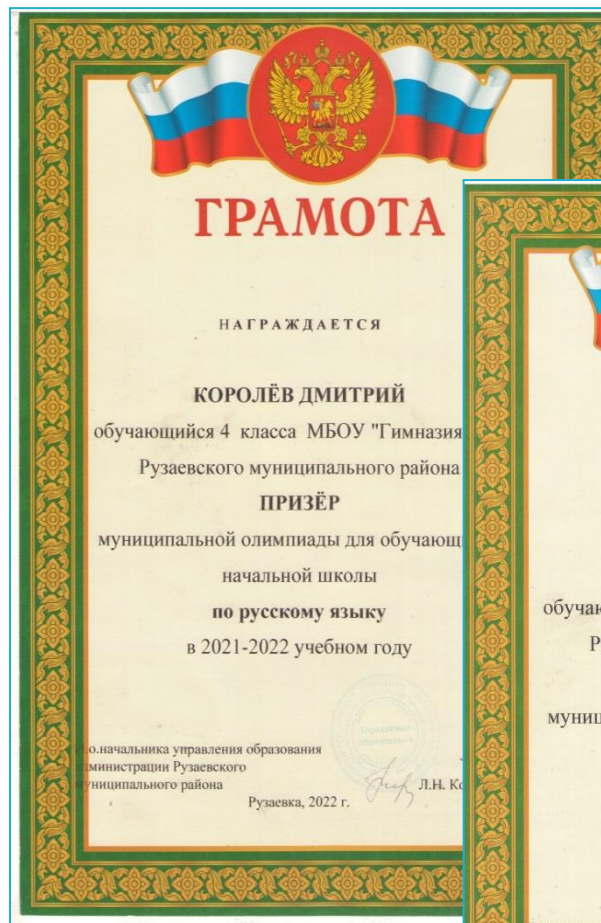 ГРАМОТА
НАГРАЖДАЕТСЯ
КОРОЛЁВ ДМИТРИЙ
обучающийся 4 класса МБОУ "Гимназия
Рузаевского муниципального района
ПРИЗЁР
муниципальной олимпиады для обучающ
начальной школы
по русскому языку
в 2021-2022 учебном году
И.о.начальника управления образования
администрации Рузаевского
муниципального района
Л.Н. Ко
Рузаевка, 2022 г.
Управление
образования
обучаю
Р
муниц